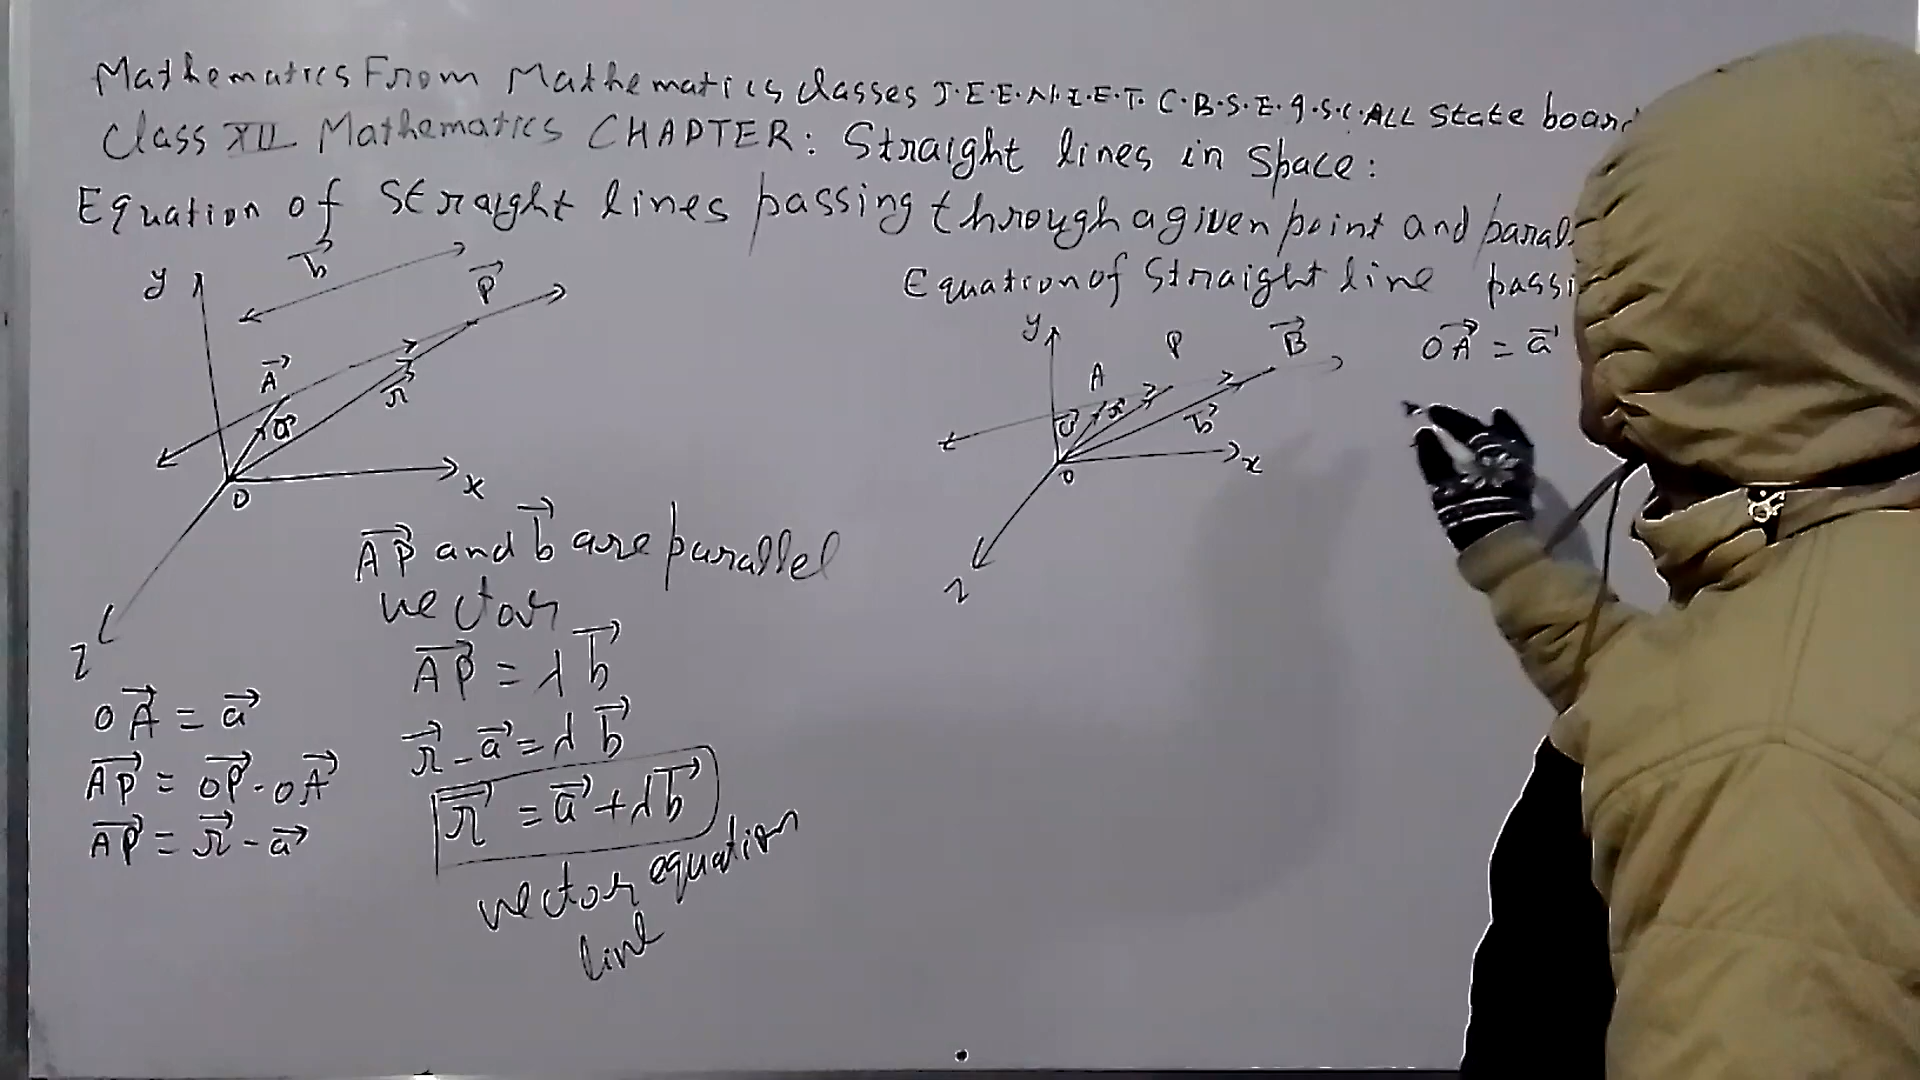 Mathematics From Mathematics classes J.E.E.N.E.E.T. C.B.S.E. I.S.C. ALL State board
Class XII Mathematics CHAPTER: Straight lines in Space:
Equation of Straight lines passing through a given point and paral
b⃗
y
P⃗
A⃗
a⃗
r⃗
O
x
z
AP⃗ and b⃗ are parallel
vector
AP⃗ = λ b⃗
r⃗ - a⃗ = λ b⃗
r⃗ = a⃗ + λb⃗
vector equation
line
OA⃗ = a⃗
AP⃗ = OP⃗ - OA⃗
AP⃗ = r⃗ - a⃗
Equation of Straight line passi
y
A
P
B⃗
a⃗
r⃗
b⃗
O
x
z
OA⃗ = a⃗